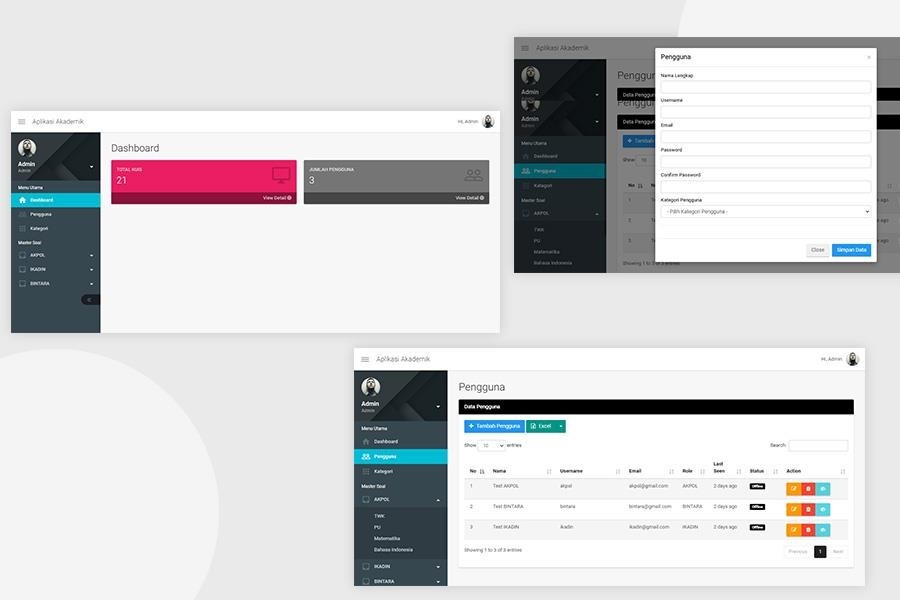 Aplikasi Akademik
Hi, Admin
Admin
Menu Utama
Dashboard
Pengguna
Kategori
Master Soal
AKPOL
IKADIN
BINTARA
Dashboard
TOTAL KUIS
21
View Detail
JUMLAH PENGGUNA
3
View Detail
Aplikasi Akademik
Admin
Admin
Admin
Menu Utama
Dashboard
Pengguna
Kategori
Master Soal
AKPOL
TWK
PU
Matematika
Bahasa Indonesia
Data Pengguna
Data Pengguna
+ Tambah
Show 10
No
1
2
3
Showing 1 to 3 of 3 entries
Pengguna
×
Nama Lengkap
Username
Email
Password
Confirm Password
Kategori Pengguna
- Pilih Kategori Pengguna -
Close
Simpan Data
Aplikasi Akademik
Hi, Admin
Admin
Admin
Menu Utama
Dashboard
Pengguna
Kategori
Master Soal
AKPOL
TWK
PU
Matematika
Bahasa Indonesia
IKADIN
BINTARA
Pengguna
Data Pengguna
+ Tambah Pengguna
Excel
Show 10 entries
Search:
No Name Username Email Role Last Seen Status Action
1 Test AKPOL akpol akpol@gmail.com AKPOL 2 days ago Offline
2 Test BINTARA bintara bintara@gmail.com BINTARA 2 days ago Offline
3 Test IKADIN ikadin ikadin@gmail.com IKADIN 2 days ago Offline
Showing 1 to 3 of 3 entries
Previous 1 Next